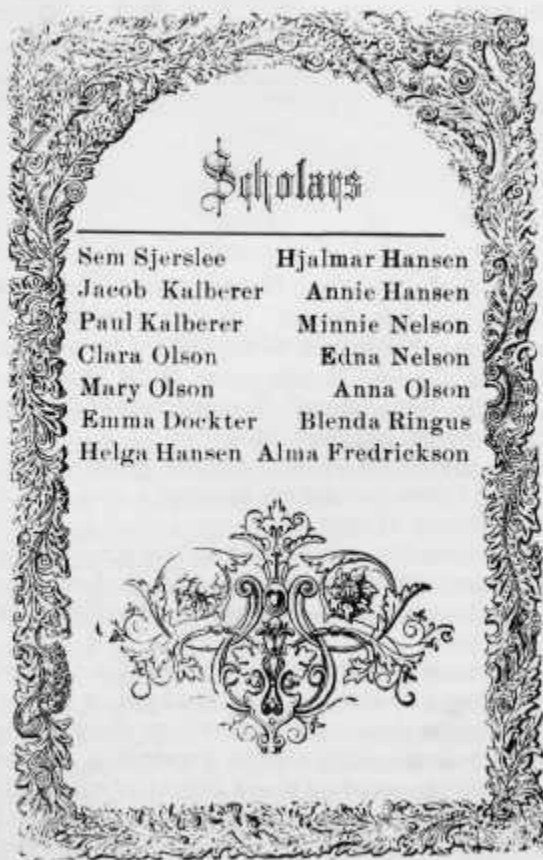 Scholars
Sem Sjerslee Hjalmar Hansen
Jacob Kalberer Annie Hansen
Paul Kalberer Minnie Nelson
Clara Olson Edna Nelson
Mary Olson Anna Olson
Emma Dockter Blenda Ringus
Helga Hansen Alma Fredrickson